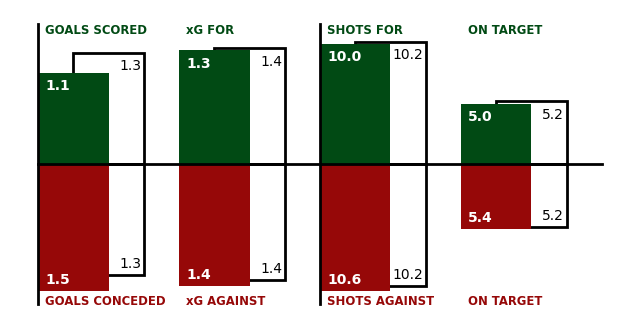 GOALS SCORED xG FOR SHOTS FOR ON TARGET
1.1 1.3 1.3 1.4 10.0 10.2 5.0 5.2
1.5 1.3 1.4 1.4 10.6 10.2 5.4 5.2
GOALS CONCEDED xG AGAINST SHOTS AGAINST ON TARGET